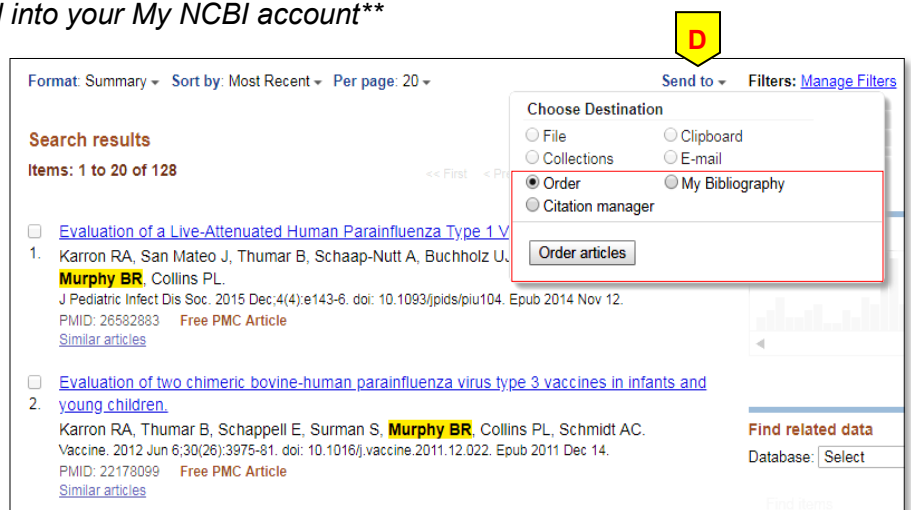 into your My NCBI account**
D
Format: Summary Sort by: Most Recent Per page: 20 Send to Filters: Manage Filters
Choose Destination
File Clipboard
Collections E-mail
Order My Bibliography
Citation manager
Order articles
Search results
Items: 1 to 20 of 128
<< First
Evaluation of a Live-Attenuated Human Parainfluenza Type 1
1. Karron RA, San Mateo J, Thumar B, Schaap-Nutt A, Buchholz
Murphy BR, Collins PL.
J Pediatric Infect Dis Soc. 2015 Dec;4(4):e143-6. doi: 10.1093/jpids/piu104. Epub 2014 Nov 12.
PMID: 26582883 Free PMC Article
Similar articles
Evaluation of two chimeric bovine-human parainfluenza virus type 3 vaccines in infants and
2. young children.
Karron RA, Thumar B, Schappell E, Surman S, Murphy BR, Collins PL, Schmidt AC.
Vaccine. 2012 Jun 6;30(26):3975-81. doi: 10.1016/j.vaccine.2011.12.022. Epub 2011 Dec 14.
PMID: 22178099 Free PMC Article
Similar articles
Find related data
Database: Select
Find items